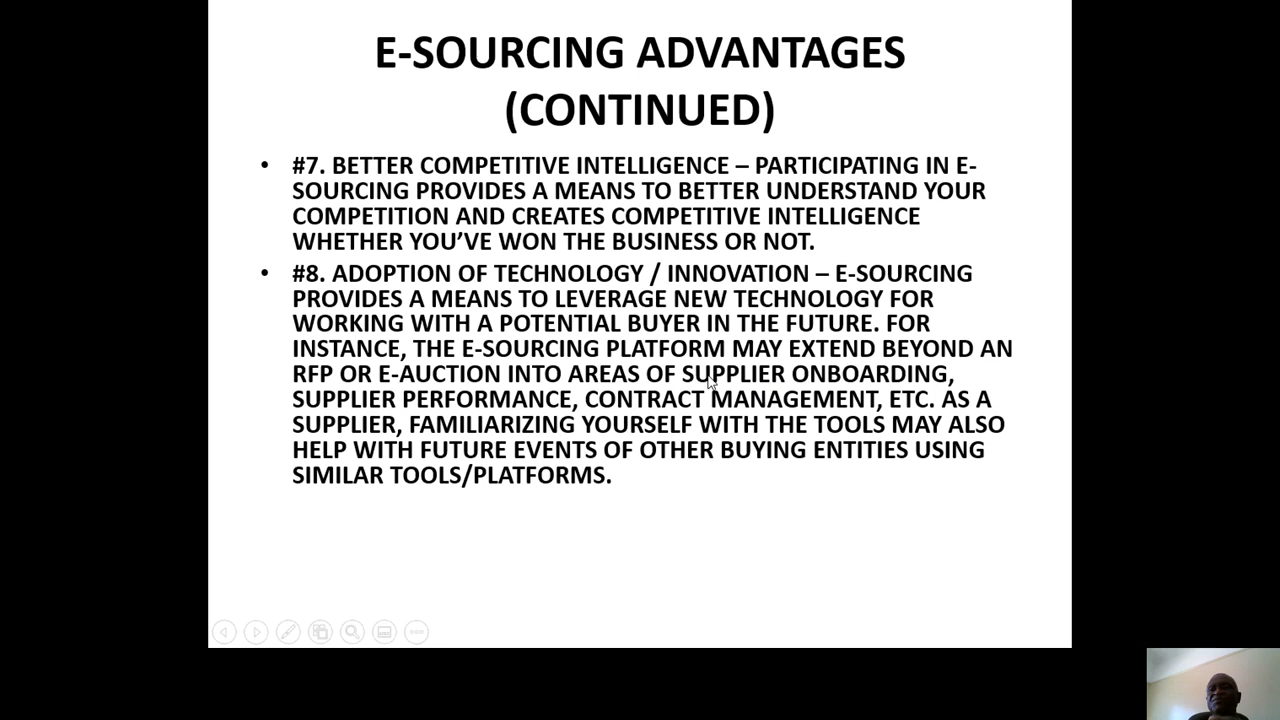 E-SOURCING ADVANTAGES
(CONTINUED)
• #7. BETTER COMPETITIVE INTELLIGENCE – PARTICIPATING IN E-
SOURCING PROVIDES A MEANS TO BETTER UNDERSTAND YOUR
COMPETITION AND CREATES COMPETITIVE INTELLIGENCE
WHETHER YOU’VE WON THE BUSINESS OR NOT.
• #8. ADOPTION OF TECHNOLOGY / INNOVATION – E-SOURCING
PROVIDES A MEANS TO LEVERAGE NEW TECHNOLOGY FOR
WORKING WITH A POTENTIAL BUYER IN THE FUTURE. FOR
INSTANCE, THE E-SOURCING PLATFORM MAY EXTEND BEYOND AN
RFP OR E-AUCTION INTO AREAS OF SUPPLIER ONBOARDING,
SUPPLIER PERFORMANCE, CONTRACT MANAGEMENT, ETC. AS A
SUPPLIER, FAMILIARIZING YOURSELF WITH THE TOOLS MAY ALSO
HELP WITH FUTURE EVENTS OF OTHER BUYING ENTITIES USING
SIMILAR TOOLS/PLATFORMS.